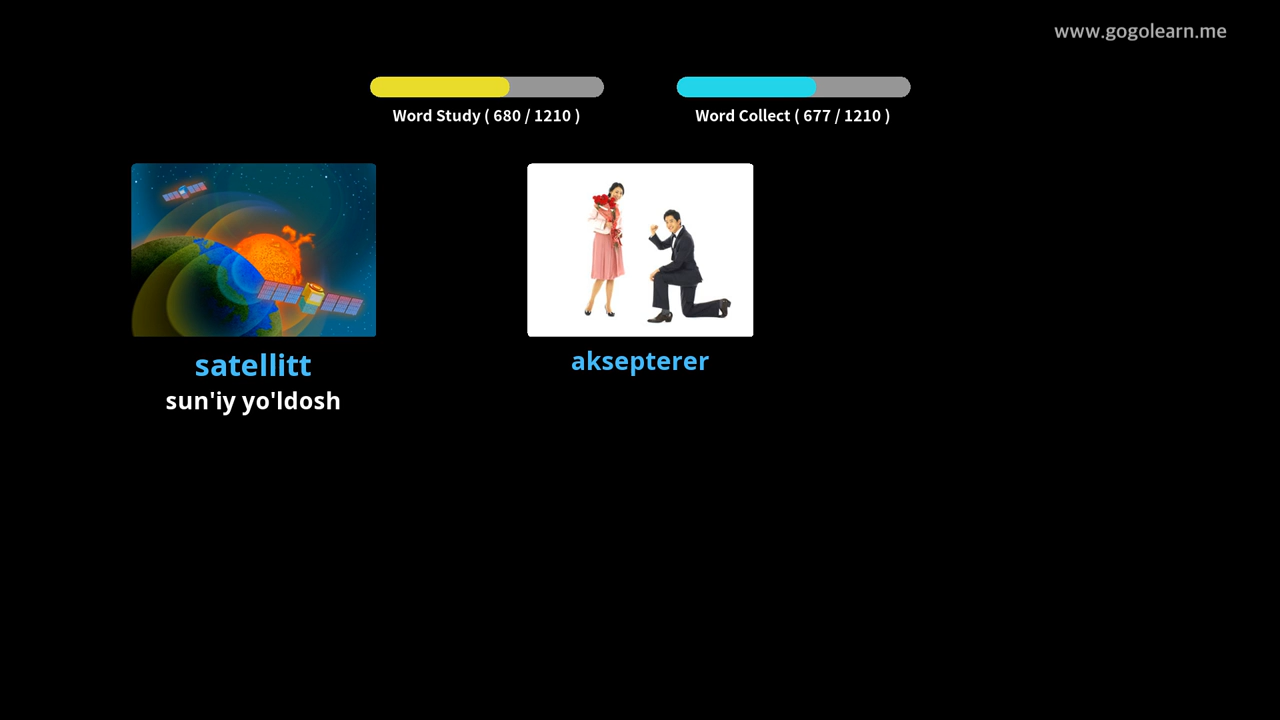 www.gogolearn.me
Word Study ( 680 / 1210 )
Word Collect ( 677 / 1210 )
satellitt
sun'iy yo'ldosh
aksepterer